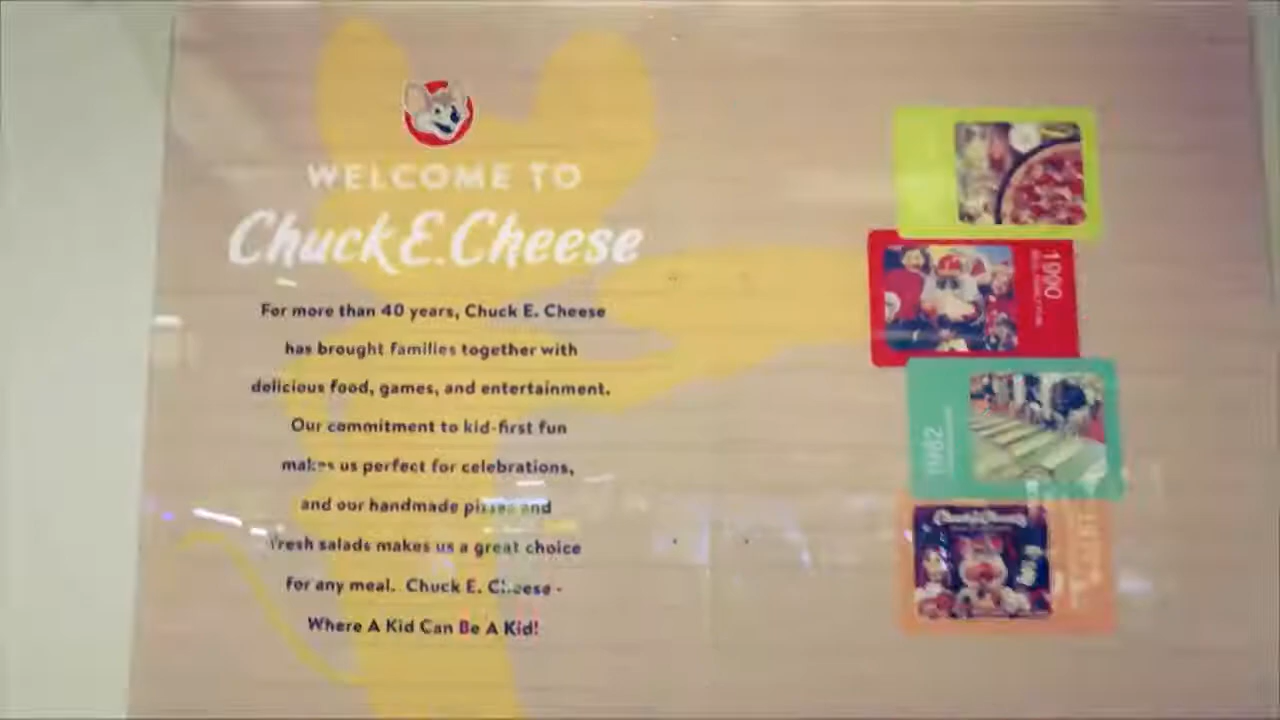 WELCOME TO
Chuck E. Cheese
For more than 40 years, Chuck E. Cheese
has brought families together with
delicious food, games, and entertainment.
Our commitment to kid-first fun
makes us perfect for celebrations,
and our handmade pizzas and
fresh salads makes us a great choice
for any meal. Chuck E. Cheese -
Where A Kid Can Be A Kid!
1990
1982